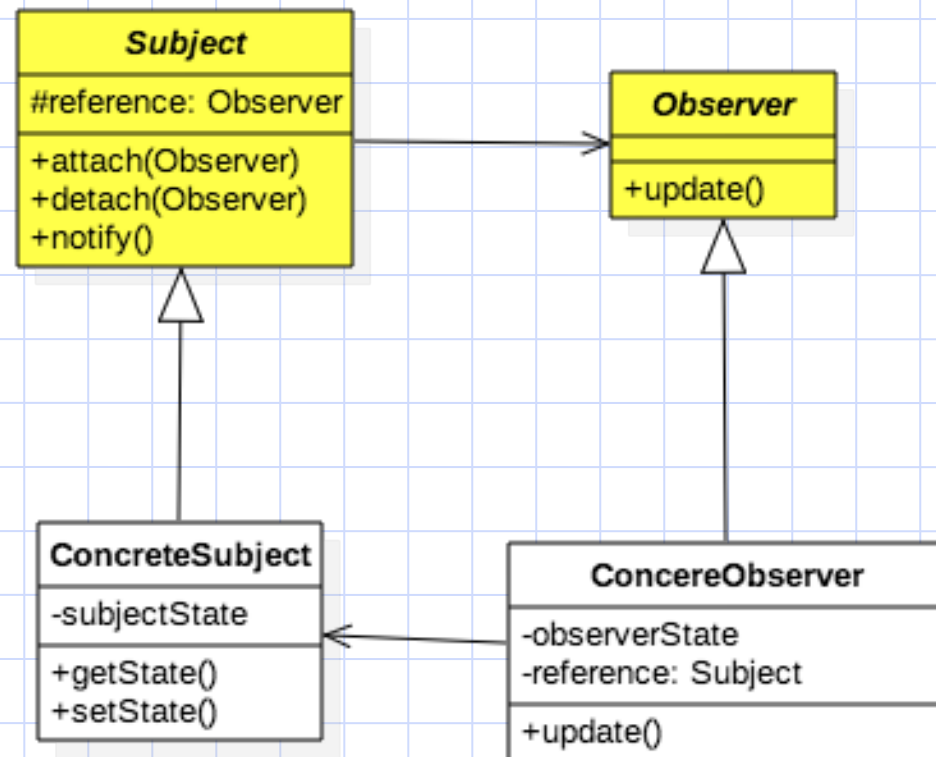 Subject
#reference: Observer
+attach(Observer)
+detach(Observer)
+notify()
Observer
+update()
ConcreteSubject
-subjectState
+getState()
+setState()
ConcereObserver
-observerState
-reference: Subject
+update()